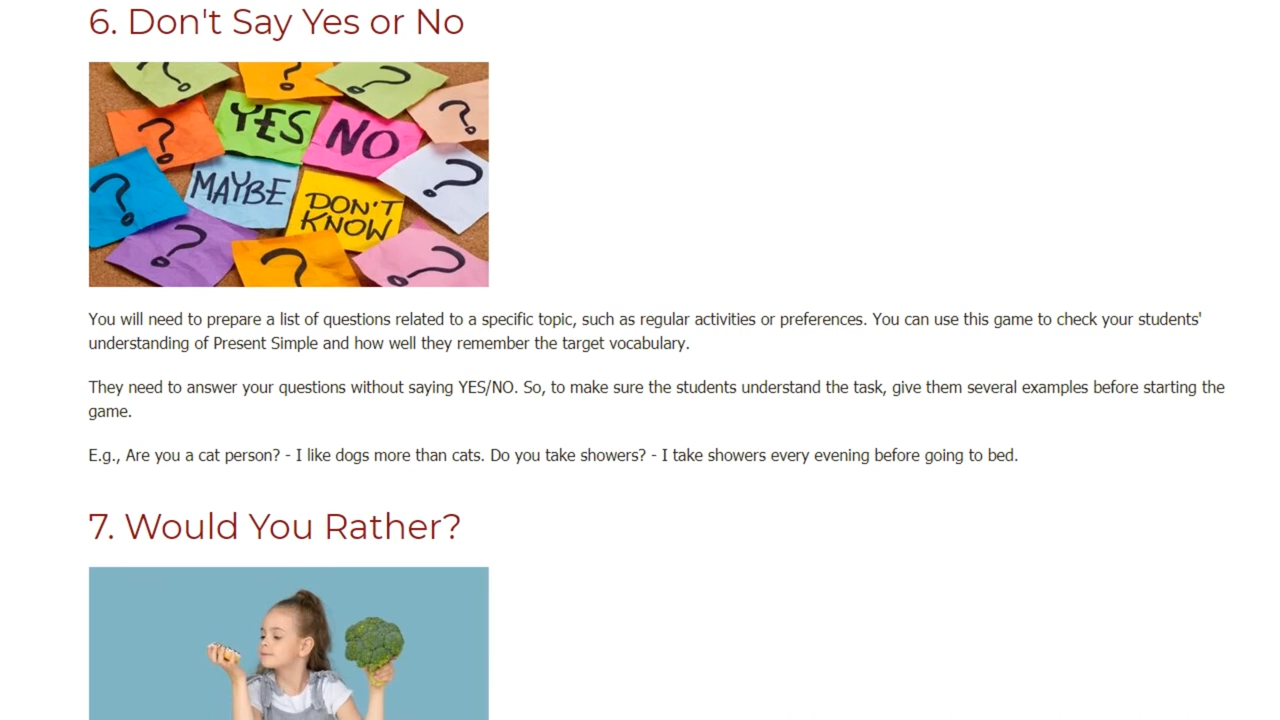 6. Don't Say Yes or No
?
?
?
?
?
YES
NO
?
MAYBE
DON'T
KNOW
?
?
?
?
You will need to prepare a list of questions related to a specific topic, such as regular activities or preferences. You can use this game to check your students'
understanding of Present Simple and how well they remember the target vocabulary.
They need to answer your questions without saying YES/NO. So, to make sure the students understand the task, give them several examples before starting the
game.
E.g., Are you a cat person? - I like dogs more than cats. Do you take showers? - I take showers every evening before going to bed.
7. Would You Rather?